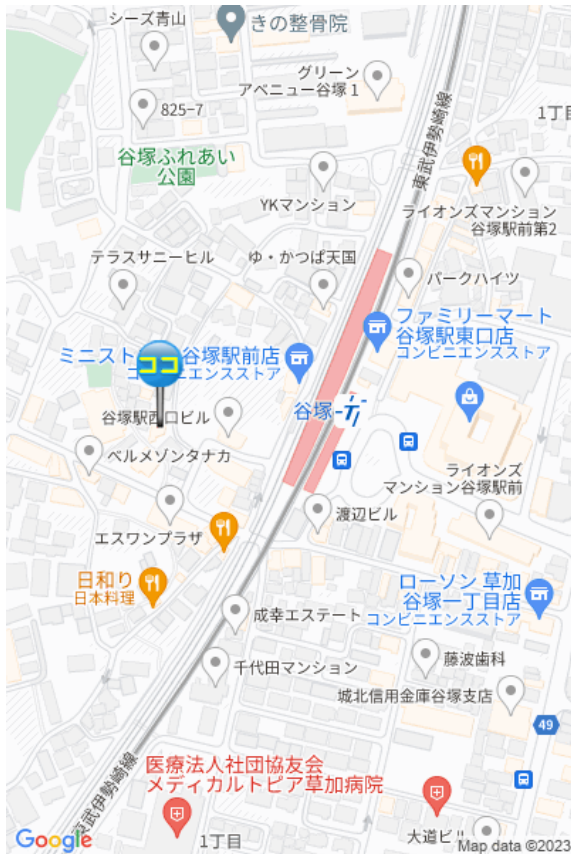 シーズ青山
きの整骨院
グリーン
アベニュー谷塚 1
825−7
東武伊勢崎線
1丁目
谷塚ふれあい
公園
YKマンション
ライオンズマンション
谷塚駅前第2
テラスサニーヒル
ゆ・かつぱ天国
パークハイツ
ファミリーマート
谷塚駅東口店
コンビニエンスストア
ミニスト
谷塚駅前店
ココ
コ
ニエンスストア
谷塚
谷塚駅西口ビル
ベルメゾンタナカ
ライオンズ
マンション谷塚駅前
渡辺ビル
エスワンプラザ
日和り
日本料理
ローソン 草加
谷塚一丁目店
コンビニエンスストア
成幸エステート
藤波歯科
千代田マンション
城北信用金庫谷塚支店
49
東武伊勢崎線
医療法人社団協友会
メディカルトピア草加病院
Google
1丁目
大道ビル
Map data ©2023